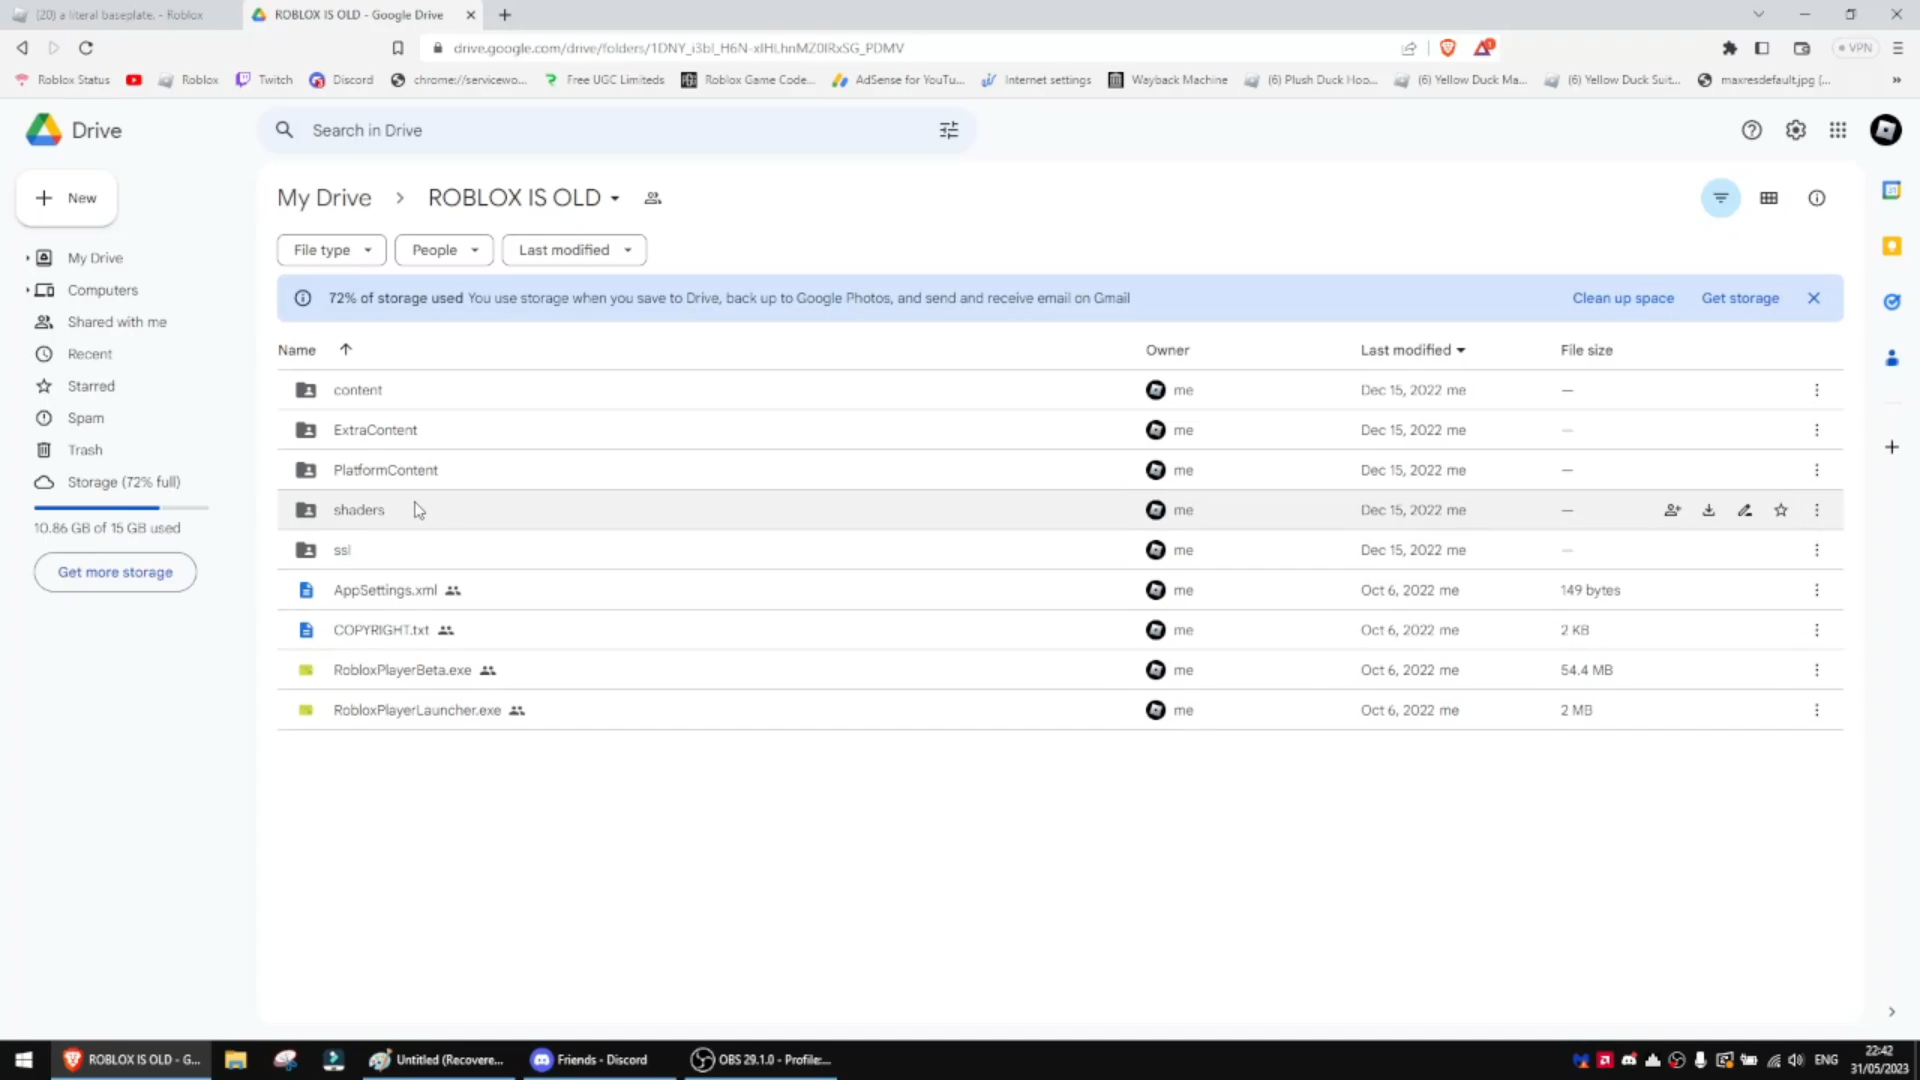 (20) a literal baseplate. - Roblox
ROBLOX IS OLD - Google Drive
drive.google.com/drive/folders/1DNY_i3bI_H6N-xIHLhnMZ0IRxSG_PDMV
VPN
Roblox Status
Roblox
Twitch
Discord
chrome://servicewo...
Free UGC Limiteds
Roblox Game Code...
AdSense for YouTu...
Internet settings
Wayback Machine
(6) Plush Duck Hoo...
(6) Yellow Duck Ma...
(6) Yellow Duck Suit...
maxresdefault.jpg (...
Drive
Search in Drive
New
My Drive
ROBLOX IS OLD
File type
People
Last modified
My Drive
Computers
Shared with me
Recent
Starred
Spam
Trash
Storage (72% full)
10.86 GB of 15 GB used
Get more storage
72% of storage used You use storage when you save to Drive, back up to Google Photos, and send and receive email on Gmail
Clean up space
Get storage
Name
Owner
Last modified
File size
content me Dec 15, 2022 me —
ExtraContent me Dec 15, 2022 me —
PlatformContent me Dec 15, 2022 me —
shaders me Dec 15, 2022 me —
ssl me Dec 15, 2022 me —
AppSettings.xml me Oct 6, 2022 me 149 bytes
COPYRIGHT.txt me Oct 6, 2022 me 2 KB
RobloxPlayerBeta.exe me Oct 6, 2022 me 54.4 MB
RobloxPlayerLauncher.exe me Oct 6, 2022 me 2 MB
ROBLOX IS OLD - G...
Untitled (Recovere...
Friends - Discord
OBS 29.1.0 - Profile:...
ENG
22:42
31/05/2023